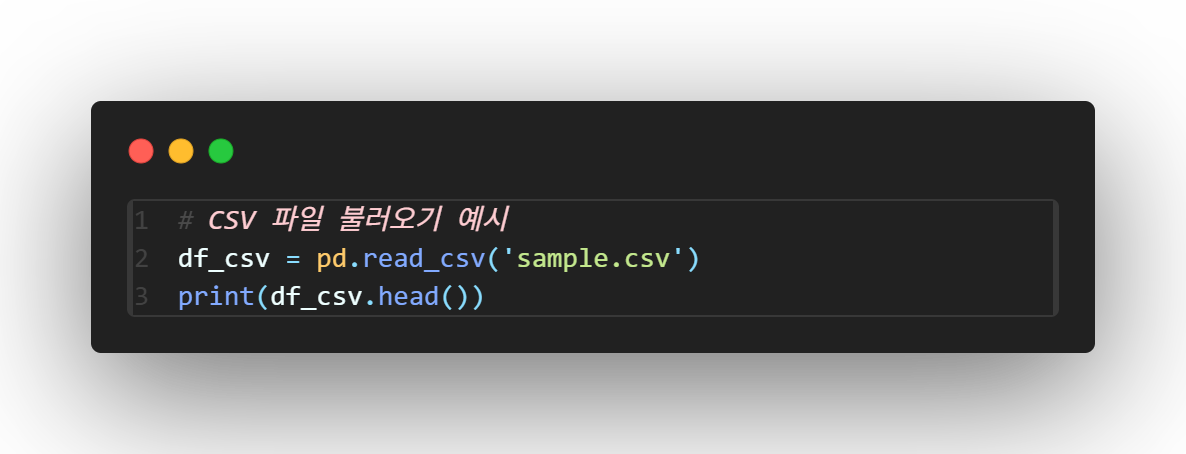 1 # CSV 파일 불러오기 예시
2 df_csv = pd.read_csv('sample.csv')
3 print(df_csv.head())